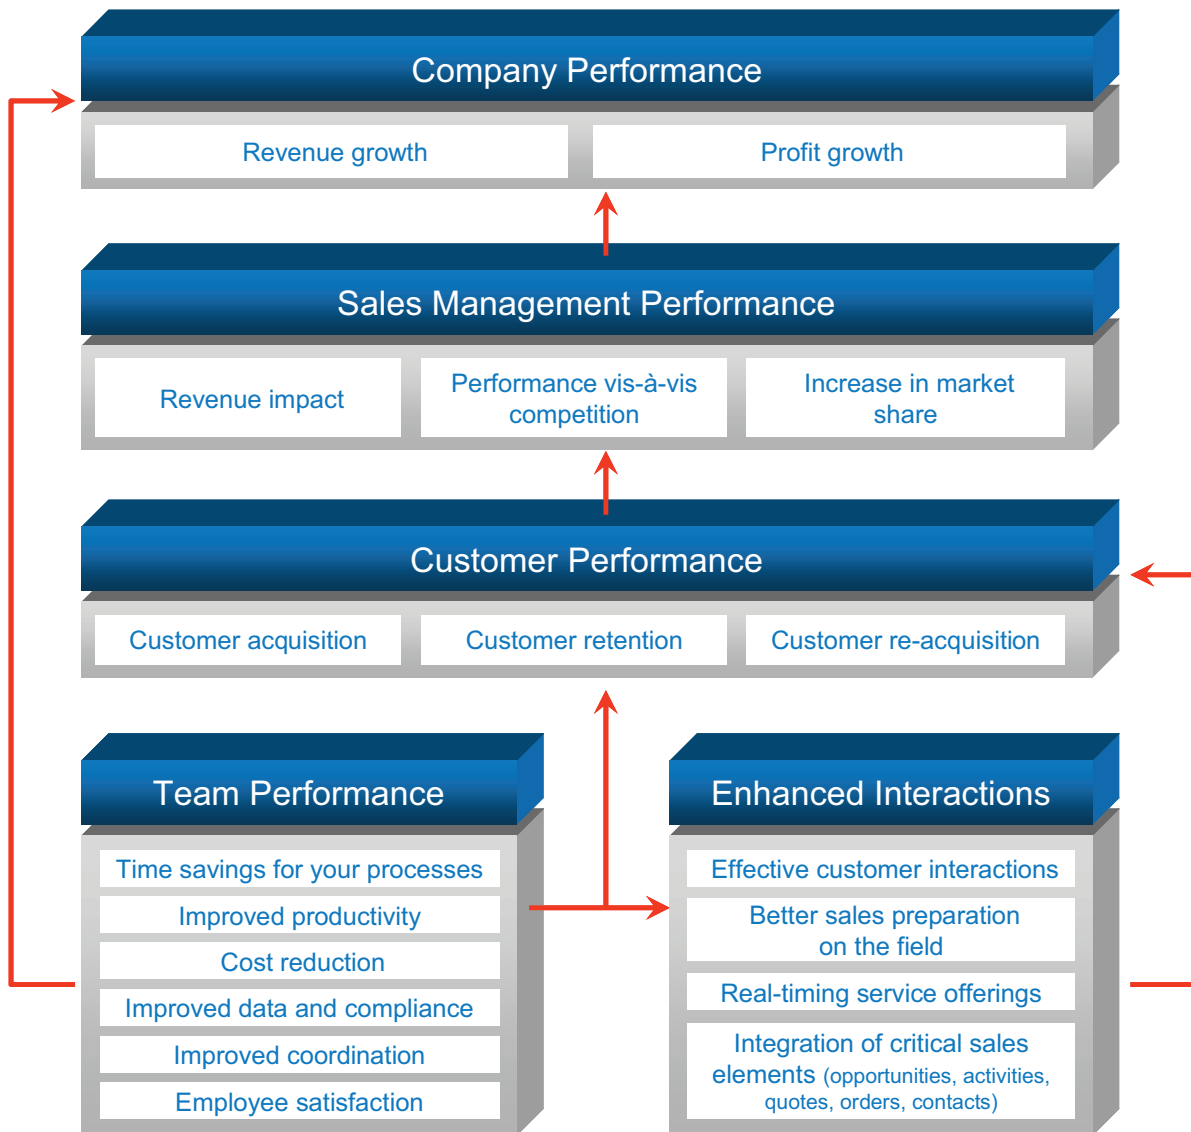 Company Performance
Revenue growth
Profit growth
Sales Management Performance
Revenue impact
Performance vis-à-vis
competition
Increase in market
share
Customer Performance
Customer acquisition
Customer retention
Customer re-acquisition
Team Performance
Time savings for your processes
Improved productivity
Cost reduction
Improved data and compliance
Improved coordination
Employee satisfaction
Enhanced Interactions
Effective customer interactions
Better sales preparation
on the field
Real-timing service offerings
Integration of critical sales
elements (opportunities, activities,
quotes, orders, contacts)